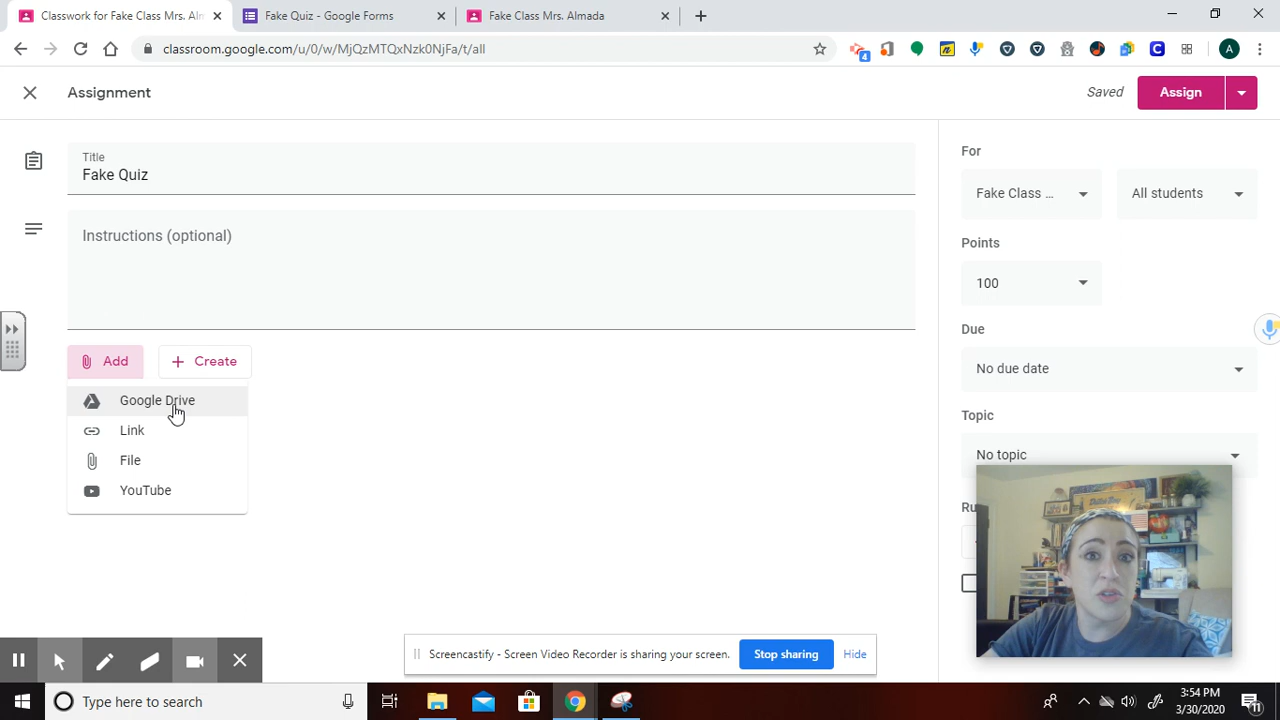 Classwork for Fake Class Mrs. Alm
Fake Quiz - Google Forms
Fake Class Mrs. Almada
classroom.google.com/u/0/w/MjQzMTQxNzk0NjFa/t/all
4
A
Assignment
Saved
Assign
Title
Fake Quiz
Instructions (optional)
Add
Create
Google Drive
Link
File
YouTube
For
Fake Class ...
All students
Points
100
Due
No due date
Topic
No topic
Ru
Screencastify - Screen Video Recorder is sharing your screen.
Stop sharing
Hide
Type here to search
3:54 PM
3/30/2020
11